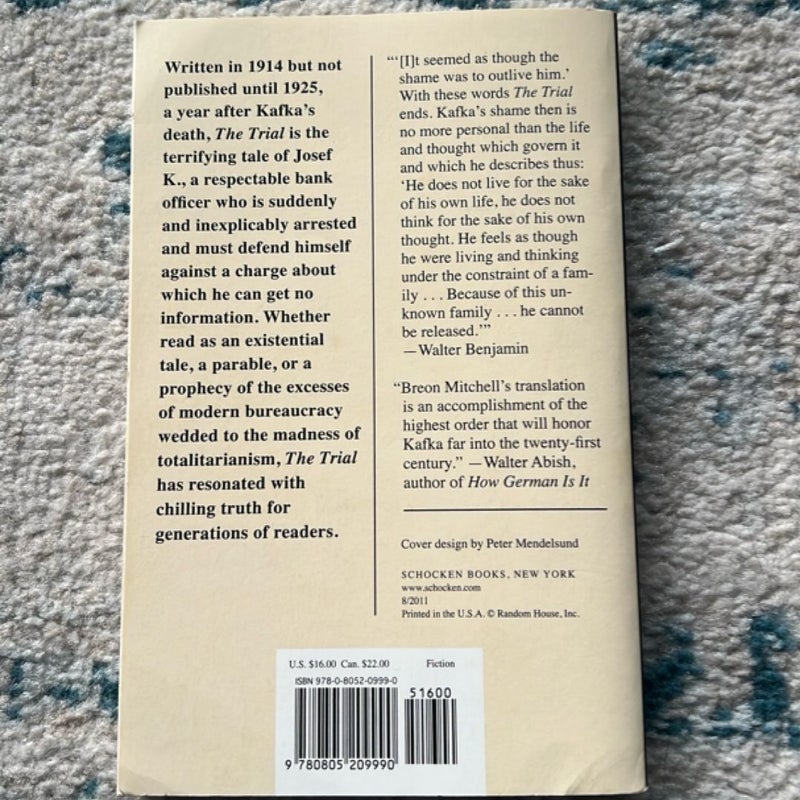 Written in 1914 but not
published until 1925,
a year after Kafka's
death, The Trial is the
terrifying tale of Josef
K., a respectable bank
officer who is suddenly
and inexplicably arrested
and must defend himself
against a charge about
which he can get no
information. Whether
read as an existential
tale, a parable, or a
prophecy of the excesses
of modern bureaucracy
wedded to the madness of
totalitarianism, The Trial
has resonated with
chilling truth for
generations of readers.
“‘[I]t seemed as though the
shame was to outlive him.’
With these words The Trial
ends. Kafka's shame then is
no more personal than the life
and thought which govern it
and which he describes thus:
‘He does not live for the sake
of his own life, he does not
think for the sake of his own
thought. He feels as though
he were living and thinking
under the constraint of a fam-
ily . . . Because of this un-
known family . . . he cannot
be released.’”
—Walter Benjamin
“Breon Mitchell's translation
is an accomplishment of the
highest order that will honor
Kafka far into the twenty-first
century.” —Walter Abish,
author of How German Is It
Cover design by Peter Mendelsund
SCHOCKEN BOOKS, NEW YORK
www.schocken.com
8/2011
Printed in the U.S.A. © Random House, Inc.
U.S. $16.00 Can. $22.00 Fiction
ISBN 978-0-8052-0999-0
51600
9 780805 209990